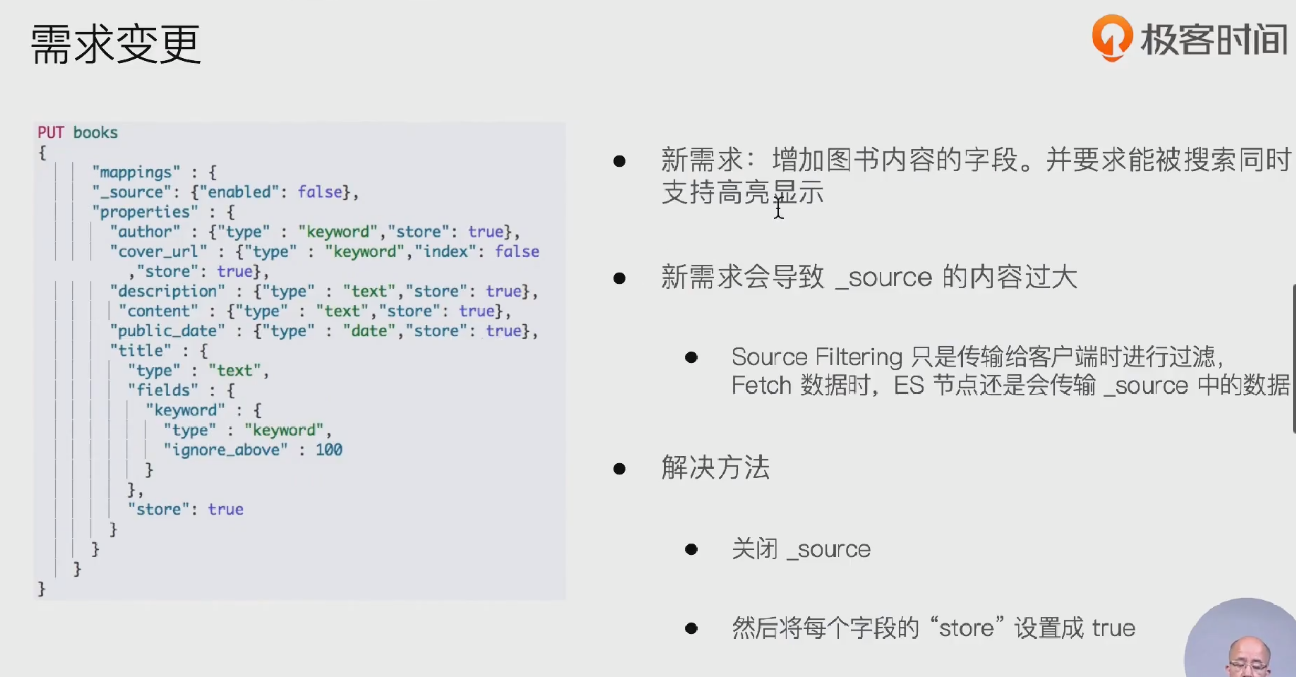 需求变更
极客时间
PUT books
{
"mappings" : {
"_source": {"enabled": false},
"properties" : {
"author" : {"type" : "keyword","store": true},
"cover_url" : {"type" : "keyword","index": false
,"store": true},
"description" : {"type" : "text","store": true},
"content" : {"type" : "text","store": true},
"public_date" : {"type" : "date","store": true},
"title" : {
"type" : "text",
"fields" : {
"keyword" : {
"type" : "keyword",
"ignore_above" : 100
}
},
"store": true
}
}
}
}
新需求：增加图书内容的字段。并要求能被搜索同时
支持高亮显示
新需求会导致 _source 的内容过大
Source Filtering 只是传输给客户端时进行过滤，
Fetch 数据时，ES 节点还是会传输 _source 中的数据
解决方法
关闭 _source
然后将每个字段的 “store” 设置成 true